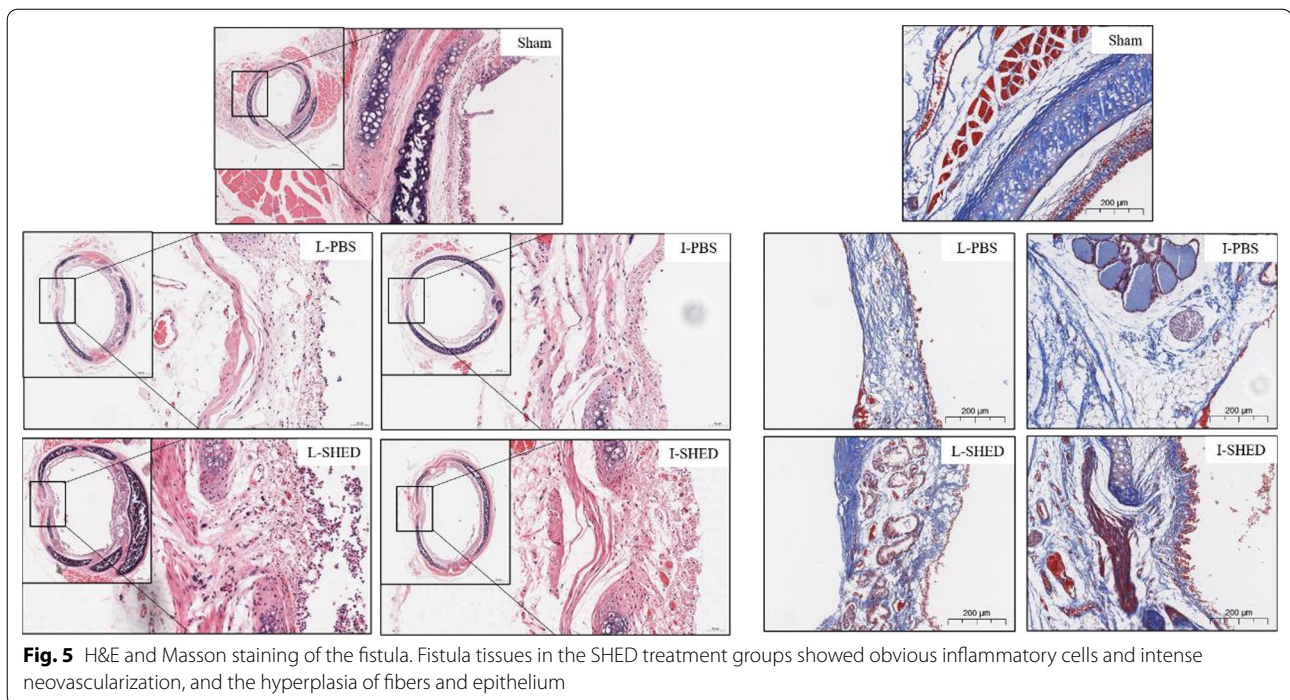 Sham
Sham
200 µm
L-PBS
I-PBS
L-PBS
I-PBS
200 µm
200 µm
L-SHED
I-SHED
L-SHED
I-SHED
200 µm
200 µm
Fig. 5 H&E and Masson staining of the fistula. Fistula tissues in the SHED treatment groups showed obvious inflammatory cells and intense
neovascularization, and the hyperplasia of fibers and epithelium